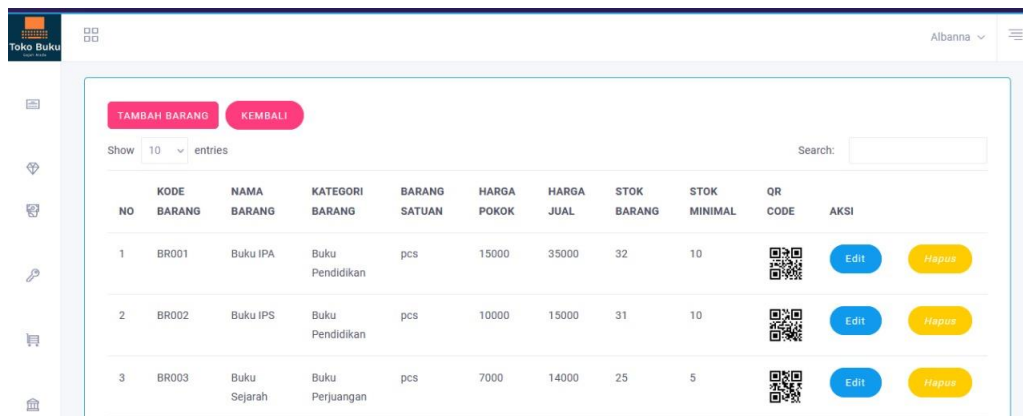 Toko Buku
Albanna
TAMBAH BARANG
KEMBALI
Show 10 entries
Search:
NO KODE BARANG NAMA BARANG KATEGORI BARANG BARANG SATUAN HARGA POKOK HARGA JUAL STOK BARANG STOK MINIMAL QR CODE AKSI
1 BR001 Buku IPA Buku Pendidikan pcs 15000 35000 32 10 Edit Hapus
2 BR002 Buku IPS Buku Pendidikan pcs 10000 15000 31 10 Edit Hapus
3 BR003 Buku Sejarah Buku Perjuangan pcs 7000 14000 25 5 Edit Hapus